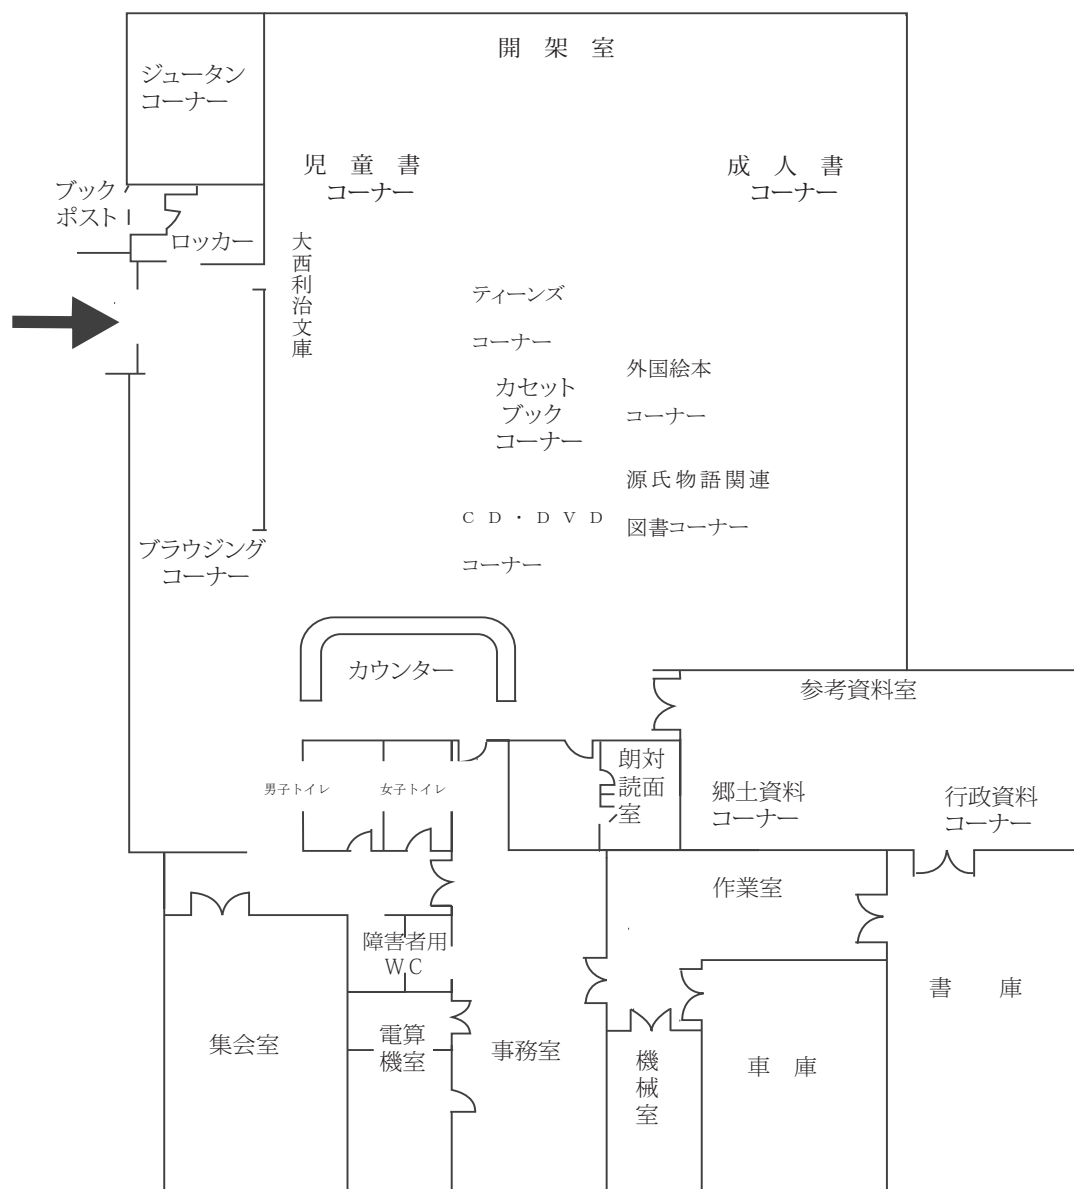 開 架 室
ジュータン
コーナー
児 童 書
コーナー
成 人 書
コーナー
ブック
ポスト
ロッカー
大西利治文庫
ティーンズ
コーナー
外国絵本
コーナー
カセット
ブック
コーナー
源氏物語関連
図書コーナー
ＣＤ・ＤＶＤ
コーナー
ブラウジング
コーナー
カウンター
参考資料室
男子トイレ
女子トイレ
対面
朗読室
郷土資料
コーナー
行政資料
コーナー
作業室
障害者用
ＷＣ
書 庫
集会室
電算
機室
事務室
機械室
車 庫